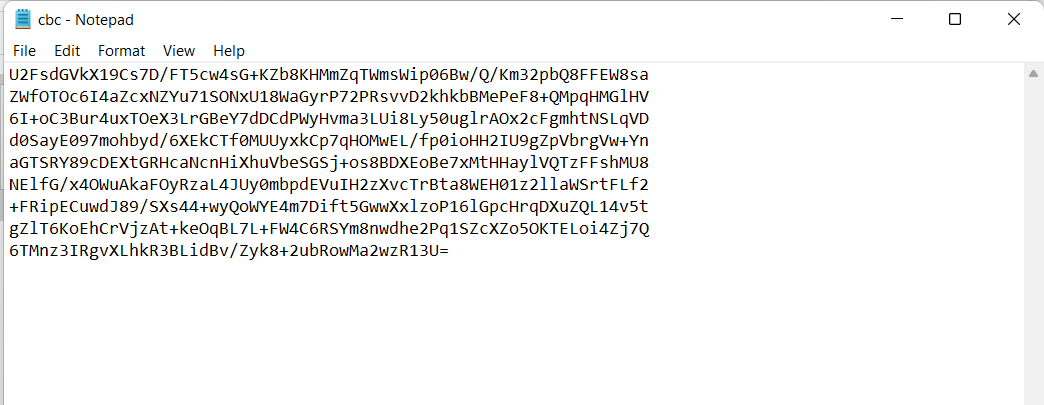 cbc - Notepad
File Edit Format View Help
U2FsdGVkX19Cs7D/FT5cw4sG+KZb8KHMmZqTWmsWip06Bw/Q/Km32pbQ8FFEW8sa
ZWfOTOc6I4aZcxNZYu71SONxU18WaGyrP72PRsvvD2khkbBMePeF8+QMpqHMGlHV
6I+oC3Bur4uxTOeX3LrGBeY7dDCdPWyHvma3LUi8Ly50uglrAOx2cFgmhtNSLqVD
d0SayE097mohbyd/6XEkCTf0MUUyxkCp7qHOMwEL/fp0ioHH2IU9gZpVbrgVw+Yn
aGTSRY89cDEXtGRHcaNcnHiXhuVbeSGSj+os8BDXEoBe7xMtHHaylVQTzFFshMU8
NElfG/x4OWuAkaFOyRzaL4JUy0mbpdEVuIH2zXvcTrBta8WEH01z2llaWSrtFLf2
+FRipECuwdJ89/SXs44+wyQoWYE4m7Dift5GwwXxlzoP16lGpcHrqDXuZQL14v5t
gZlT6KoEhCrVjzAt+keOqBL7L+FW4C6RSYm8nwdhe2Pq1SZcXZo5OKTELoi4Zj7Q
6TMnz3IRgvXLhkR3BLidBv/Zyk8+2ubRowMa2wzR13U=